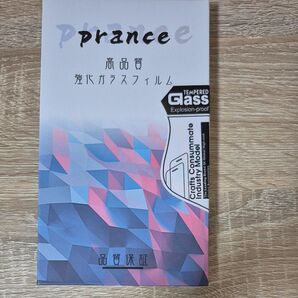 prance
高品質
強化ガラスフィルム
TEMPERED
Glass
Explosion-proof
Crafts Consummate
Industry Model
品質保証